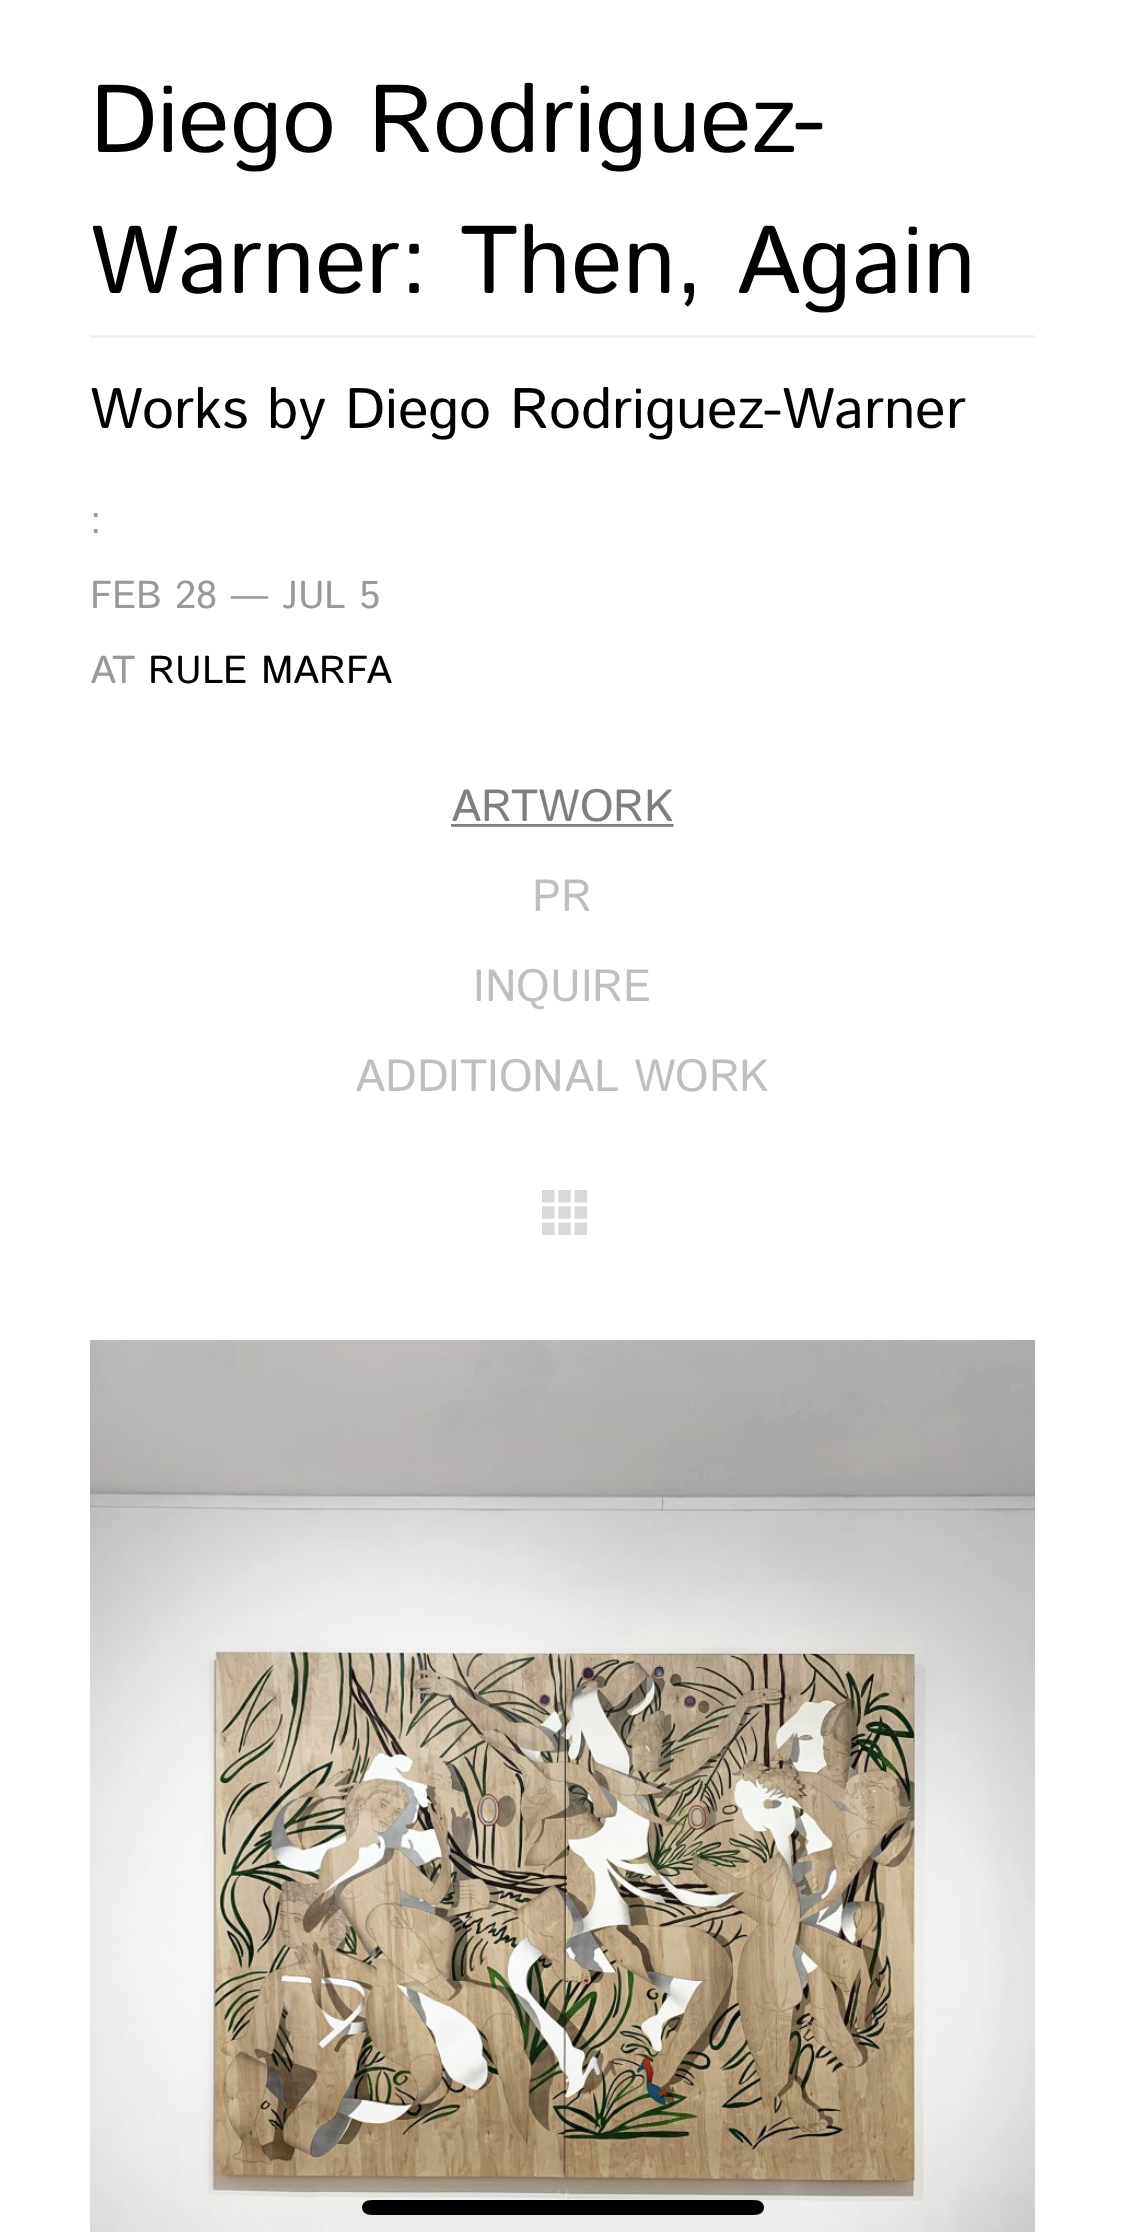 Diego Rodriguez-
Warner: Then, Again
Works by Diego Rodriguez-Warner
:
FEB 28 — JUL 5
AT RULE MARFA
ARTWORK
PR
INQUIRE
ADDITIONAL WORK